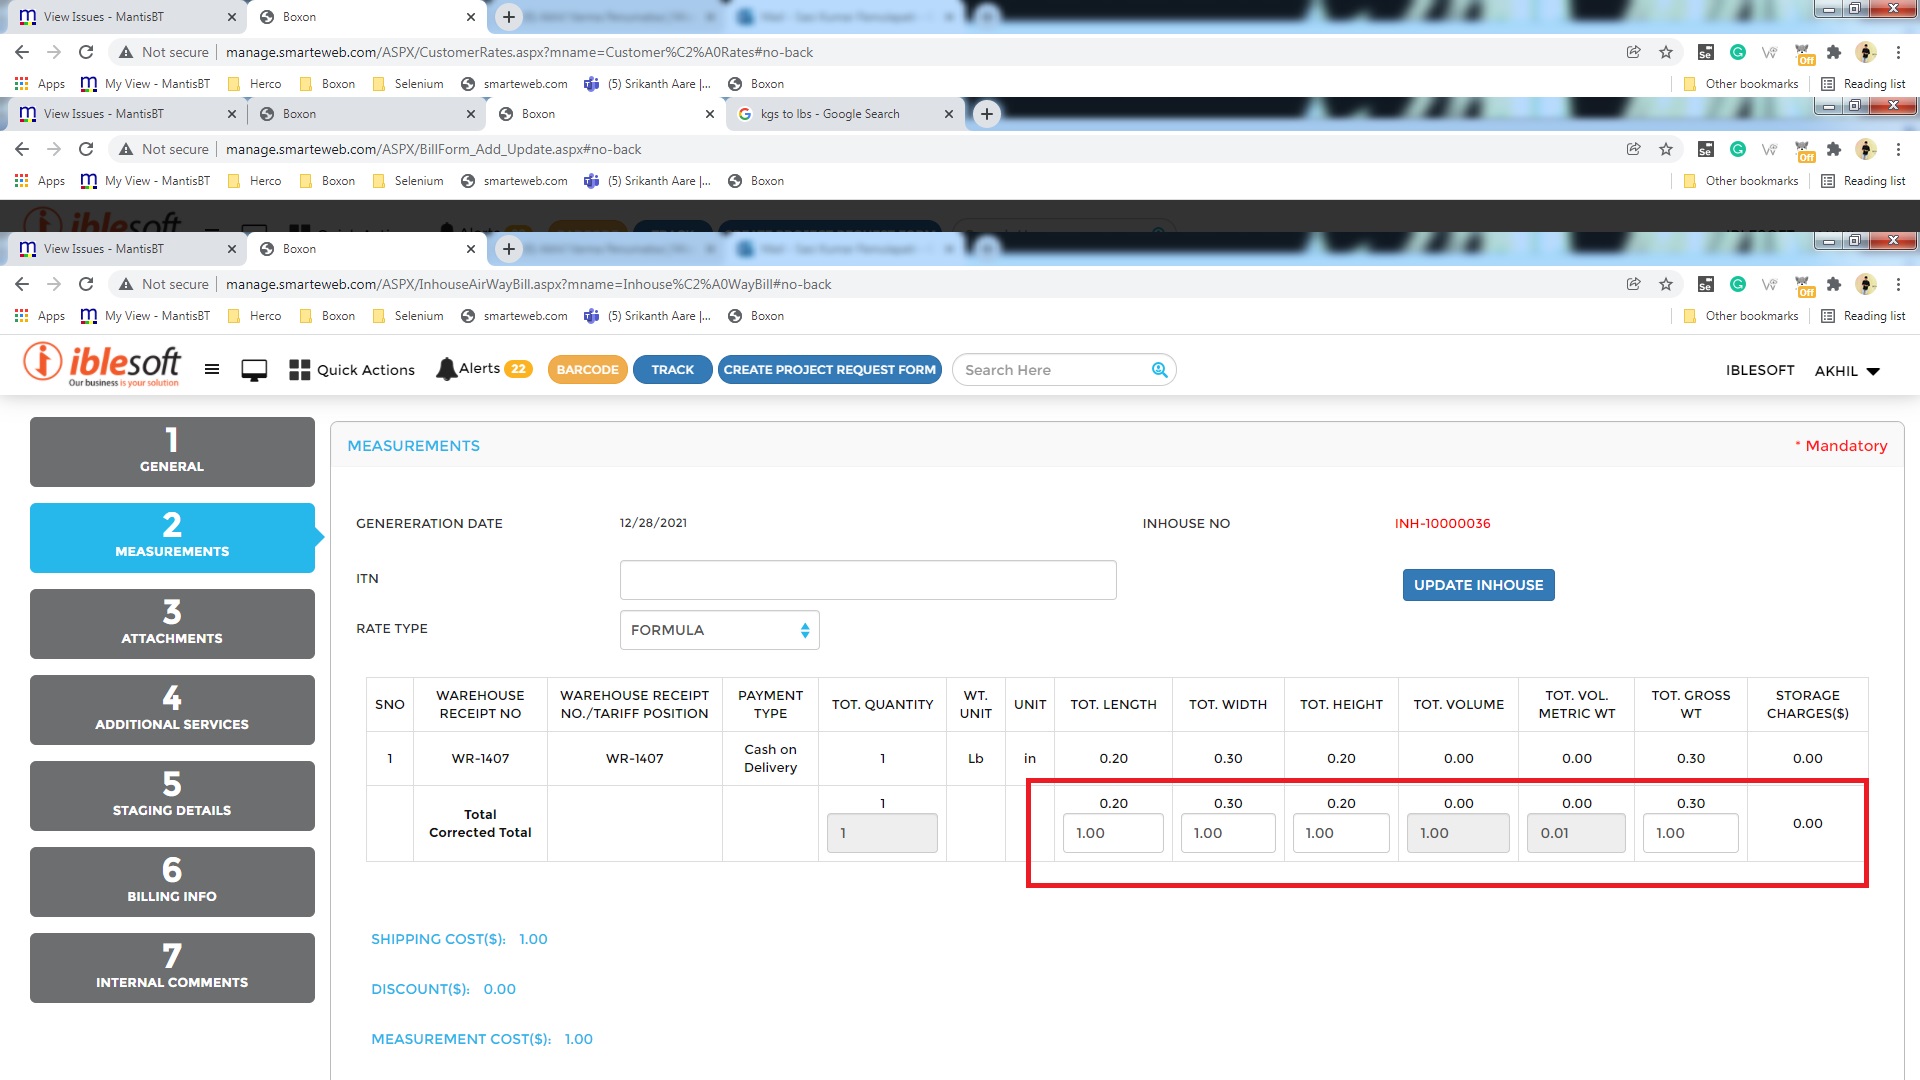 View Issues - MantisBT
Boxon
Not secure
manage.smarteweb.com/ASPX/CustomerRates.aspx?mname=Customer%C2%A0Rates#no-back
Off
Apps
My View - MantisBT
Herco
Boxon
Selenium
smarteweb.com
(5) Srikanth Aare |...
Boxon
Other bookmarks
Reading list
View Issues - MantisBT
Boxon
Boxon
kgs to lbs - Google Search
Not secure
manage.smarteweb.com/ASPX/BillForm_Add_Update.aspx#no-back
Off
Apps
My View - MantisBT
Herco
Boxon
Selenium
smarteweb.com
(5) Srikanth Aare |...
Boxon
Other bookmarks
Reading list
View Issues - MantisBT
Boxon
Not secure
manage.smarteweb.com/ASPX/InhouseAirWayBill.aspx?mname=Inhouse%C2%A0WayBill#no-back
Off
Apps
My View - MantisBT
Herco
Boxon
Selenium
smarteweb.com
(5) Srikanth Aare |...
Boxon
Other bookmarks
Reading list
iblesoft
Our business is your solution
Quick Actions
Alerts 22
BARCODE
TRACK
CREATE PROJECT REQUEST FORM
Search Here
IBLESOFT
AKHIL
1
GENERAL
2
MEASUREMENTS
3
ATTACHMENTS
4
ADDITIONAL SERVICES
5
STAGING DETAILS
6
BILLING INFO
7
INTERNAL COMMENTS
MEASUREMENTS
* Mandatory
GENERERATION DATE
12/28/2021
INHOUSE NO
INH-10000036
ITN
UPDATE INHOUSE
RATE TYPE
FORMULA
SNO
WAREHOUSE
RECEIPT NO
WAREHOUSE RECEIPT
NO./TARIFF POSITION
PAYMENT
TYPE
TOT. QUANTITY
WT.
UNIT
UNIT
TOT. LENGTH
TOT. WIDTH
TOT. HEIGHT
TOT. VOLUME
TOT. VOL.
METRIC WT
TOT. GROSS
WT
STORAGE
CHARGES($)
1
WR-1407
WR-1407
Cash on
Delivery
1
Lb
in
0.20
0.30
0.20
0.00
0.00
0.30
0.00
Total
Corrected Total
1
1
0.20
1.00
0.30
1.00
0.20
1.00
0.00
1.00
0.00
0.01
0.30
1.00
0.00
SHIPPING COST($): 1.00
DISCOUNT($): 0.00
MEASUREMENT COST($): 1.00